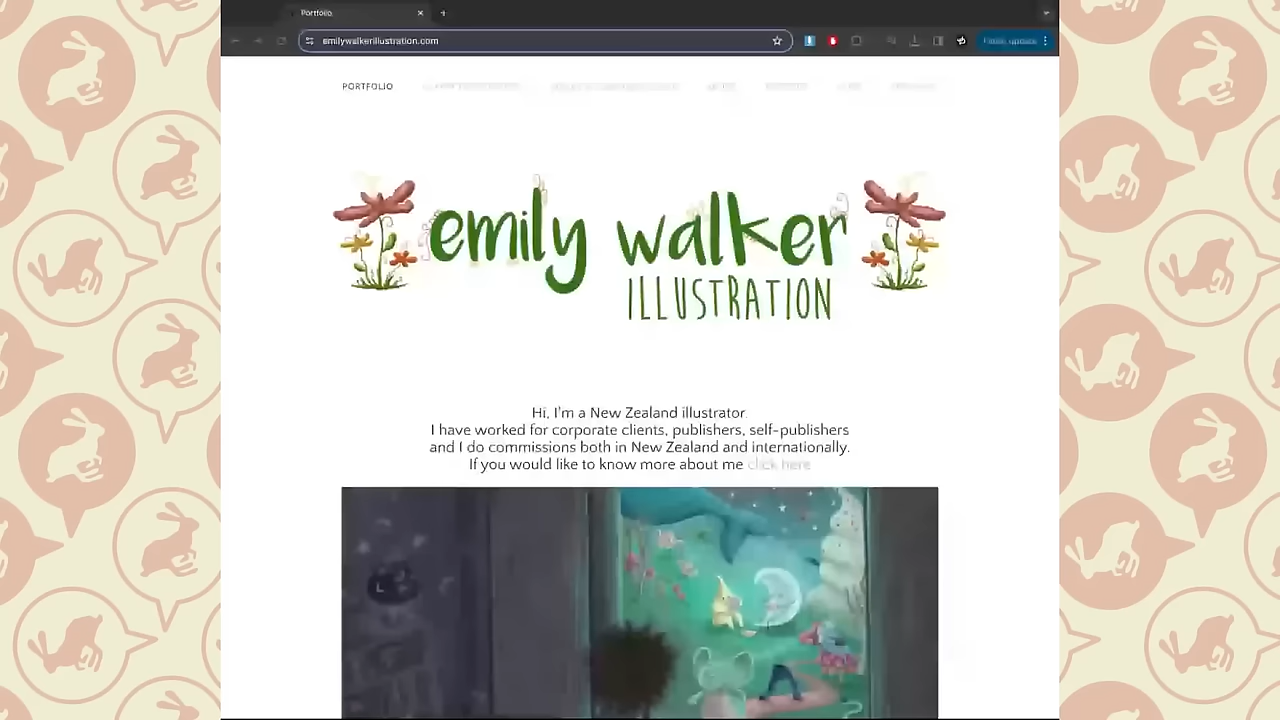 Portfolio
emilywalkerillustration.com
PORTFOLIO
emily walker
ILLUSTRATION
Hi, I'm a New Zealand illustrator.
I have worked for corporate clients, publishers, self-publishers
and I do commissions both in New Zealand and internationally.
If you would like to know more about me click here